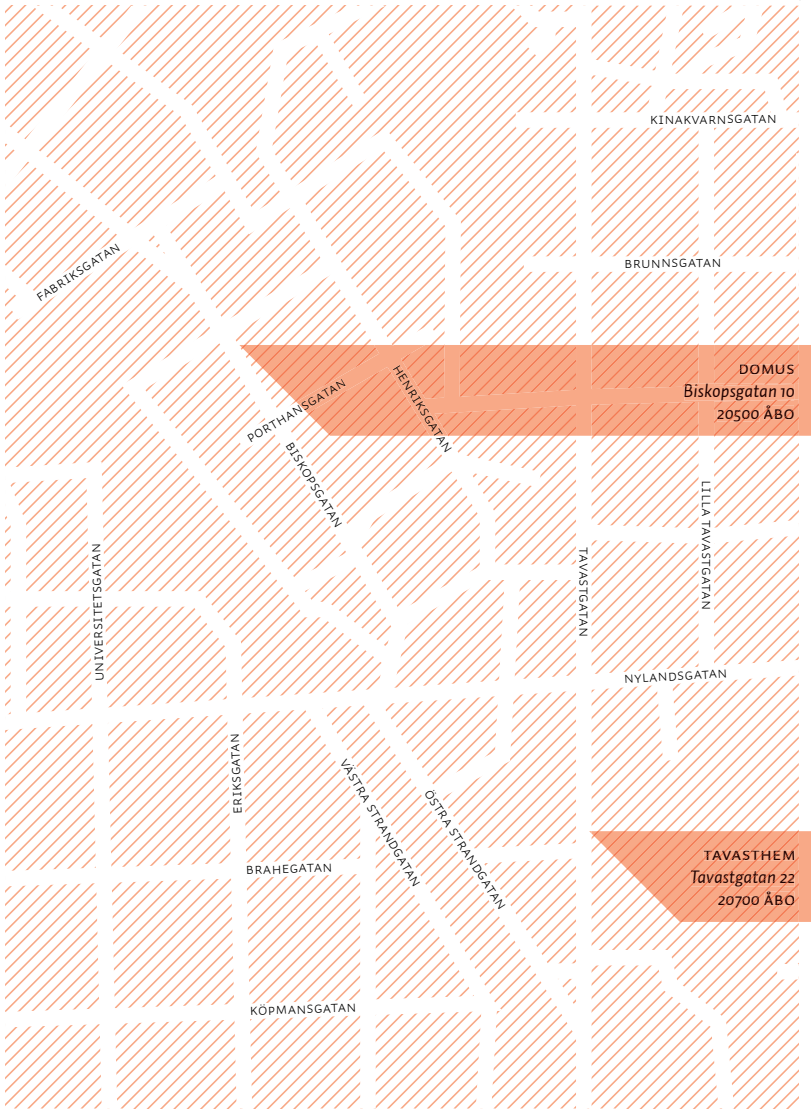 KINAKVARNSGATAN
FABRIKSGATAN
BRUNNSGATAN
DOMUS
Biskopsgatan 10
20500 ÅBO
HENRIKSGATAN
PORTHANSGATAN
BISKOPSGATAN
LILLA TAVASTGATAN
UNIVERSITETSGATAN
TAVASTGATAN
NYLANDSGATAN
ERIKSGATAN
VÄSTRA STRANDGATAN
ÖSTRA STRANDGATAN
BRAHEGATAN
TAVASTHEM
Tavastgatan 22
20700 ÅBO
KÖPMANSGATAN